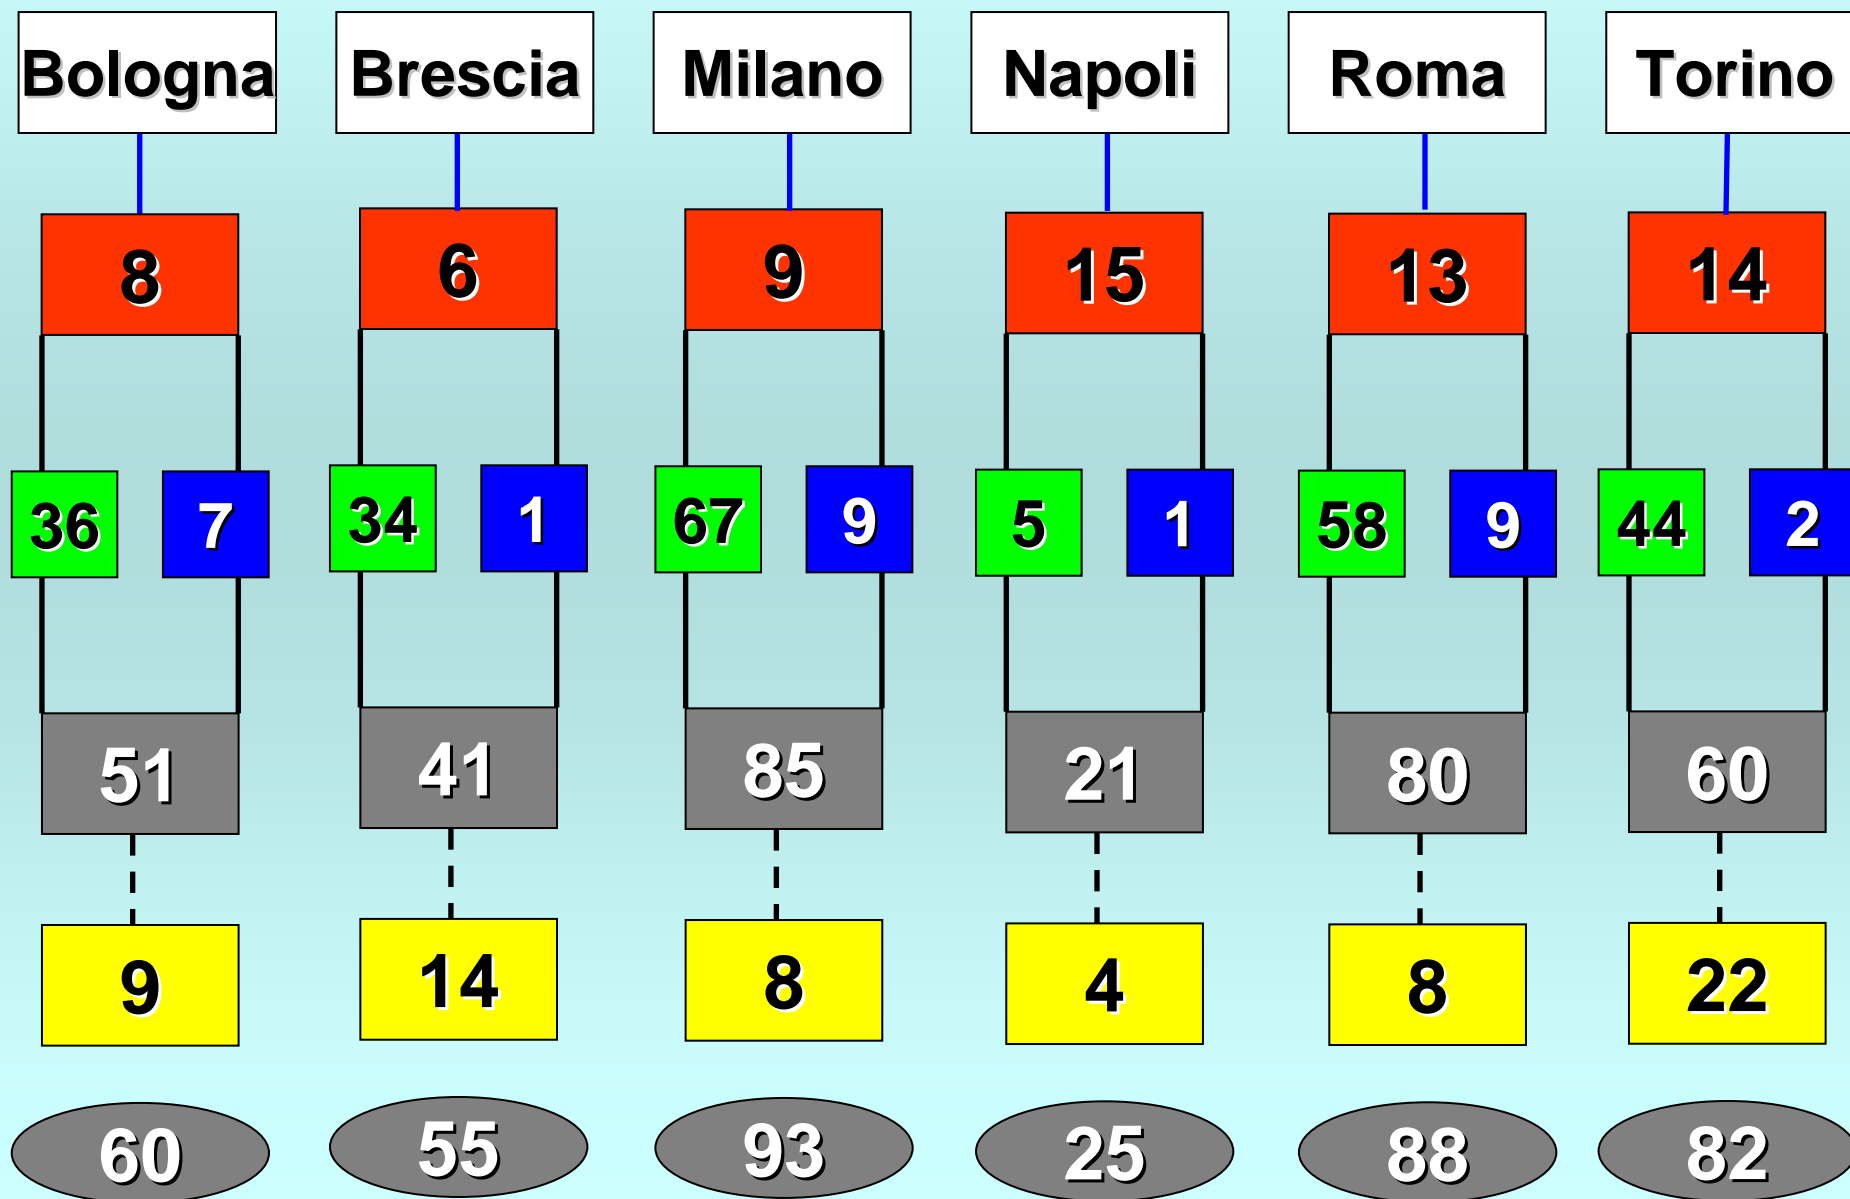 Bologna Brescia Milano Napoli Roma Torino
8 6 9 15 13 14
36 7 34 1 67 9 5 1 58 9 44 2
51 41 85 21 80 60
9 14 8 4 8 22
60 55 93 25 88 82